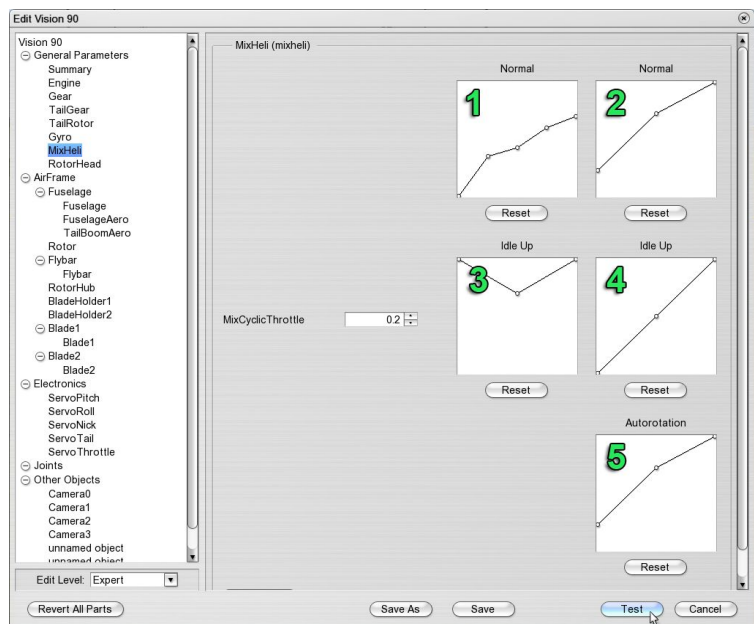 Edit Vision 90
Vision 90
General Parameters
Summary
Engine
Gear
TailGear
TailRotor
Gyro
MixHeli
RotorHead
AirFrame
Fuselage
Fuselage
FuselageAero
TailBoomAero
Rotor
Flybar
Flybar
RotorHub
BladeHolder1
BladeHolder2
Blade1
Blade1
Blade2
Blade2
Electronics
ServoPitch
ServoRoll
ServoNick
ServoTail
ServoThrottle
Joints
Other Objects
Camera0
Camera1
Camera2
Camera3
unnamed object
unnamed object
Edit Level: Expert
MixHeli (mixheli)
Normal Normal
1 2
Reset Reset
Idle Up Idle Up
3 4
MixCyclicThrottle 0.2
Reset Reset
Autorotation
5
Reset
Revert All Parts Save As Save Test Cancel